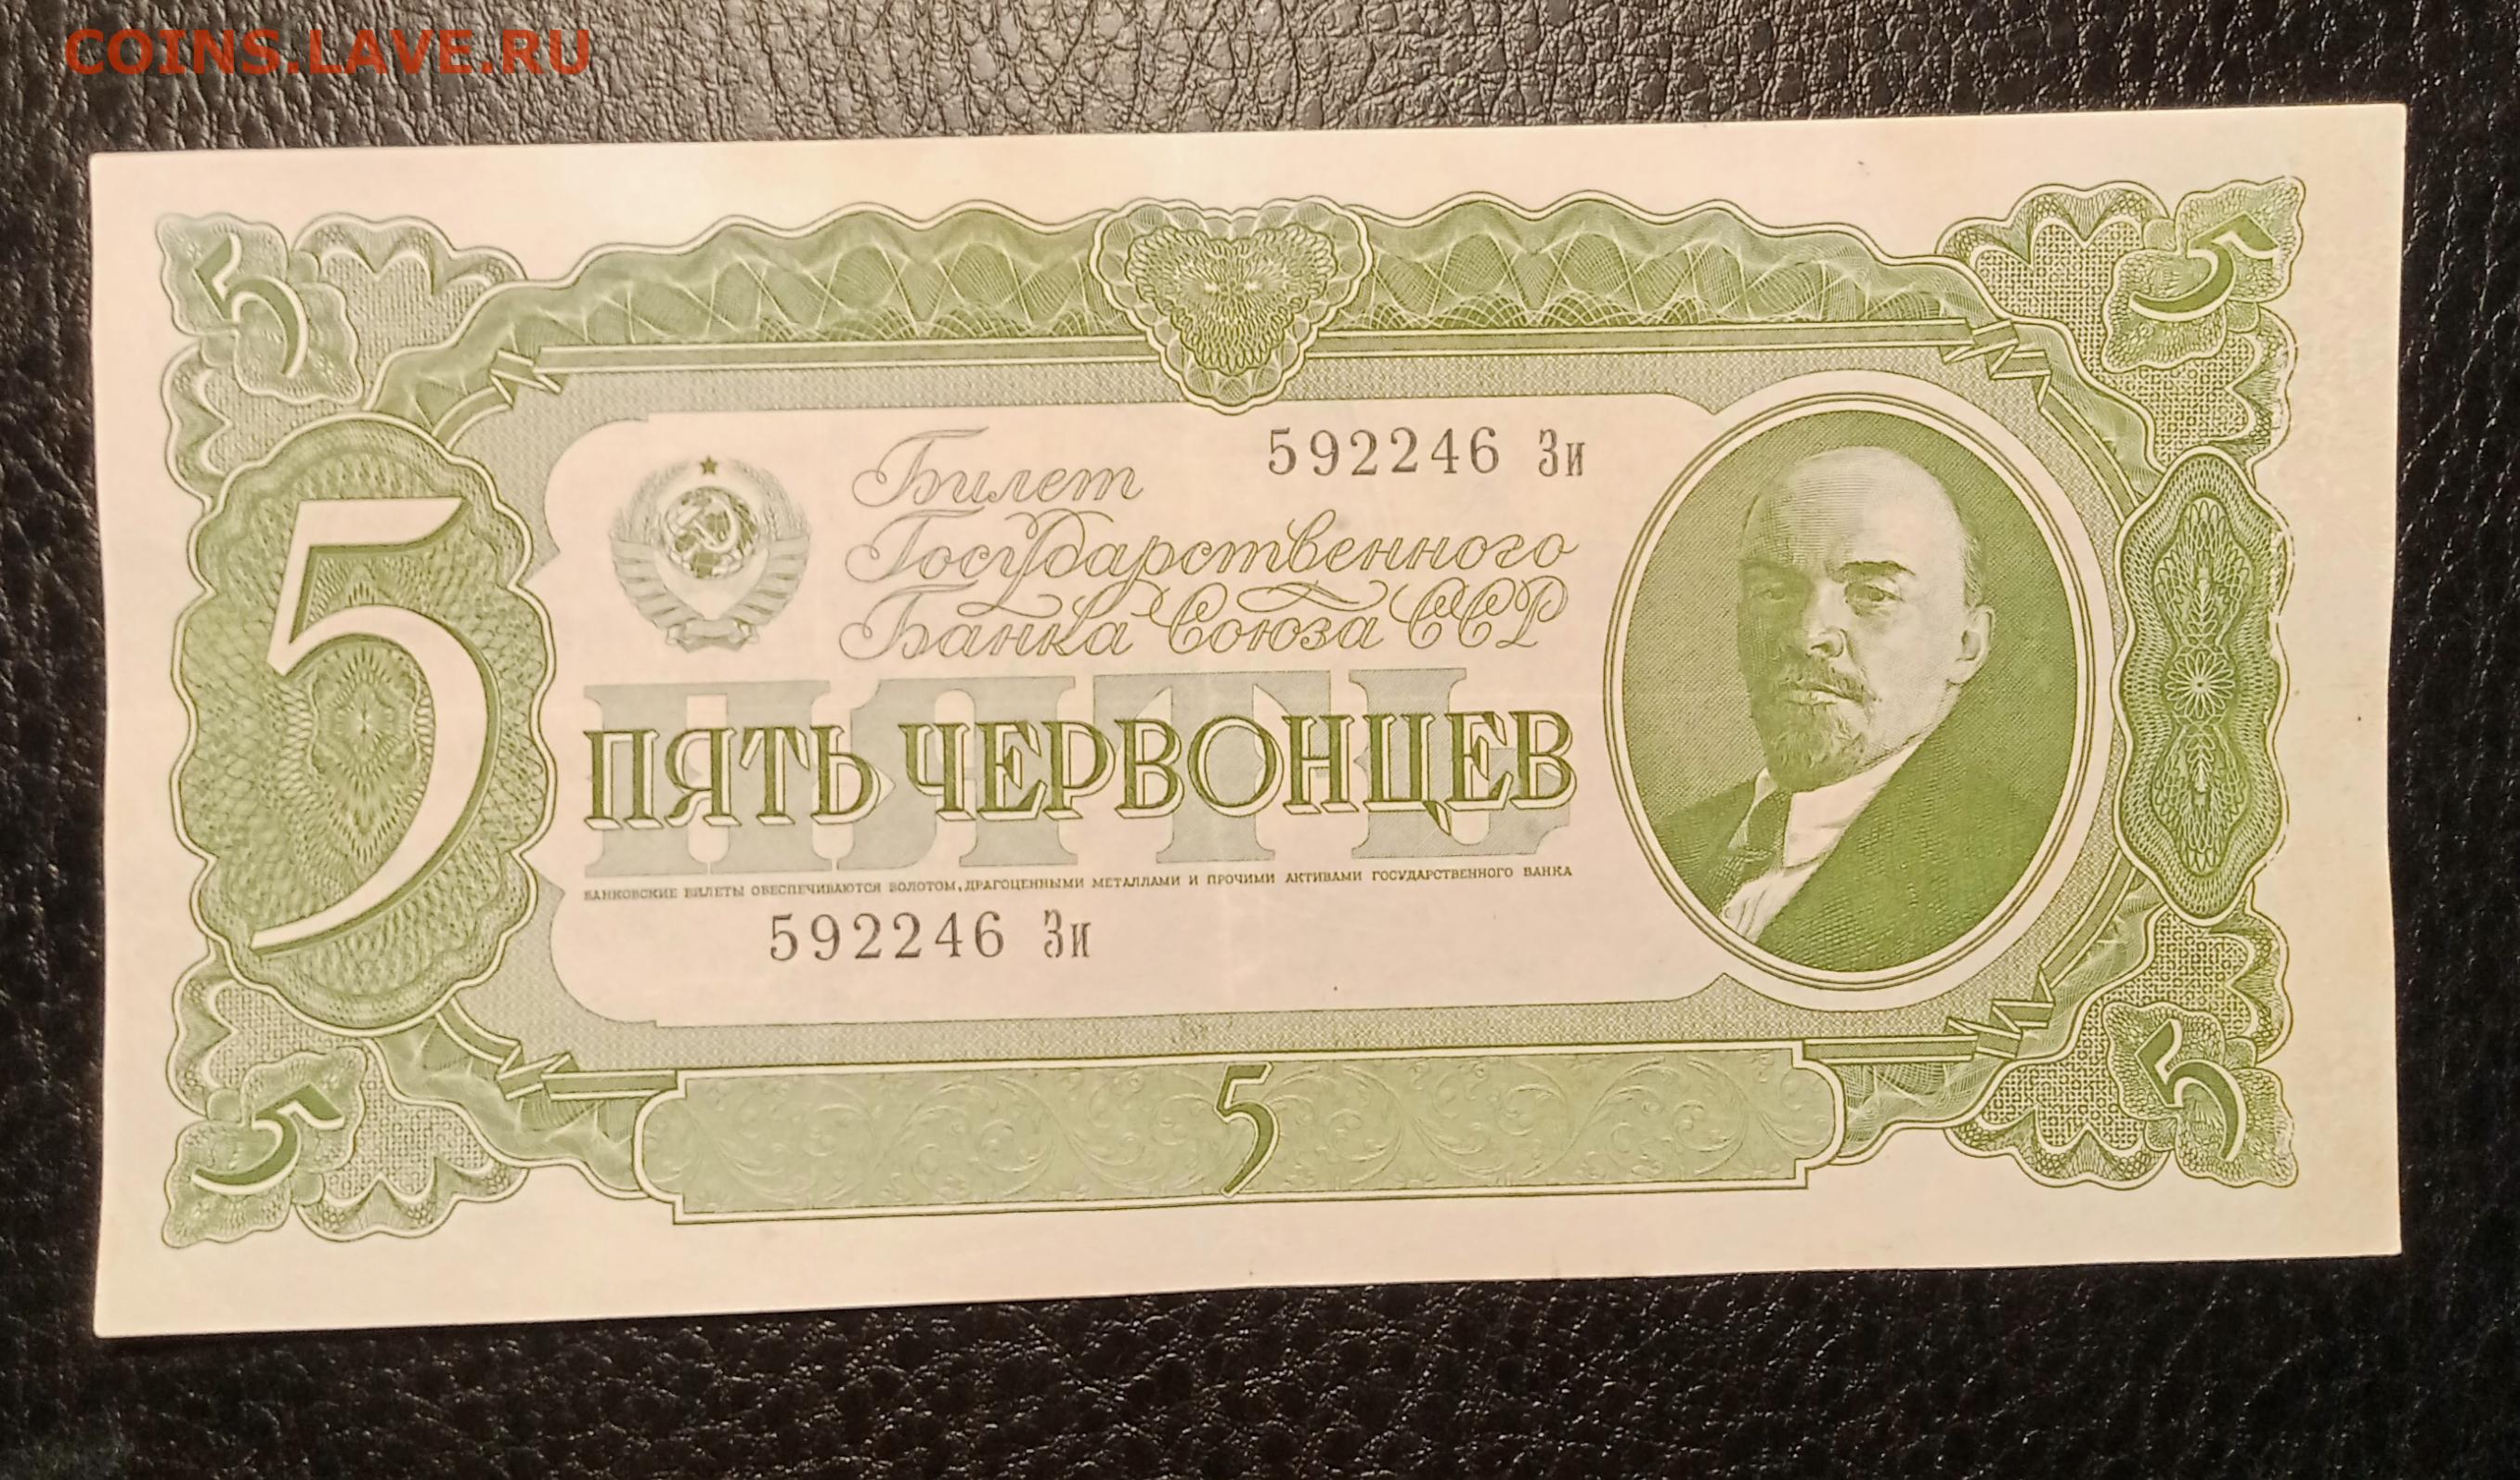 COINS.LAVE.RU
5 5
592246 Зи
Билет
Государственного
Банка Союза ССР
5
ПЯТЬ
ПЯТЬ ЧЕРВОНЦЕВ
БАНКОВСКИЕ БИЛЕТЫ ОБЕСПЕЧИВАЮТСЯ ЗОЛОТОМ, ДРАГОЦЕННЫМИ МЕТАЛЛАМИ И ПРОЧИМИ АКТИВАМИ ГОСУДАРСТВЕННОГО БАНКА
592246 Зи
5 5 5